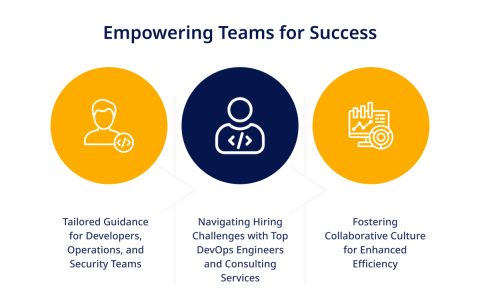 Empowering Teams for Success
Tailored Guidance
for Developers,
Operations, and
Security Teams
Navigating Hiring
Challenges with Top
DevOps Engineers
and Consulting
Services
Fostering
Collaborative Culture
for Enhanced
Efficiency